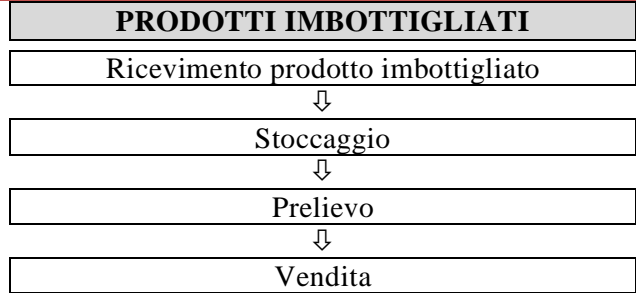 PRODOTTI IMBOTTIGLIATI
Ricevimento prodotto imbottigliato
⇩
Stoccaggio
⇩
Prelievo
⇩
Vendita